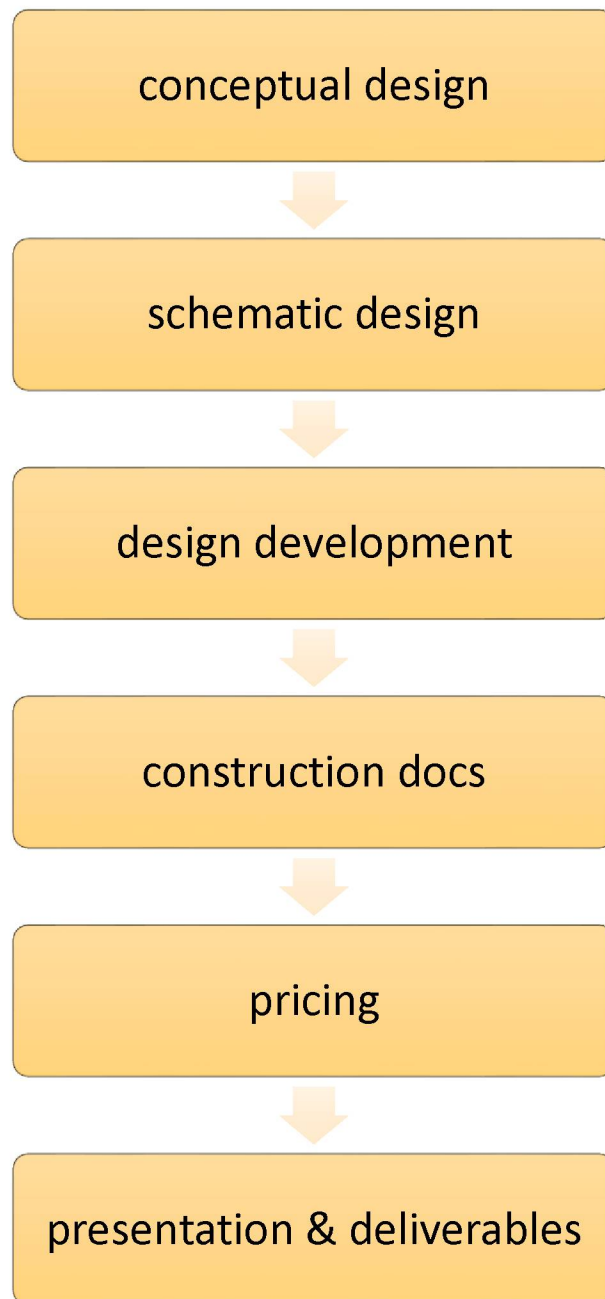 conceptual design
schematic design
design development
construction docs
pricing
presentation & deliverables